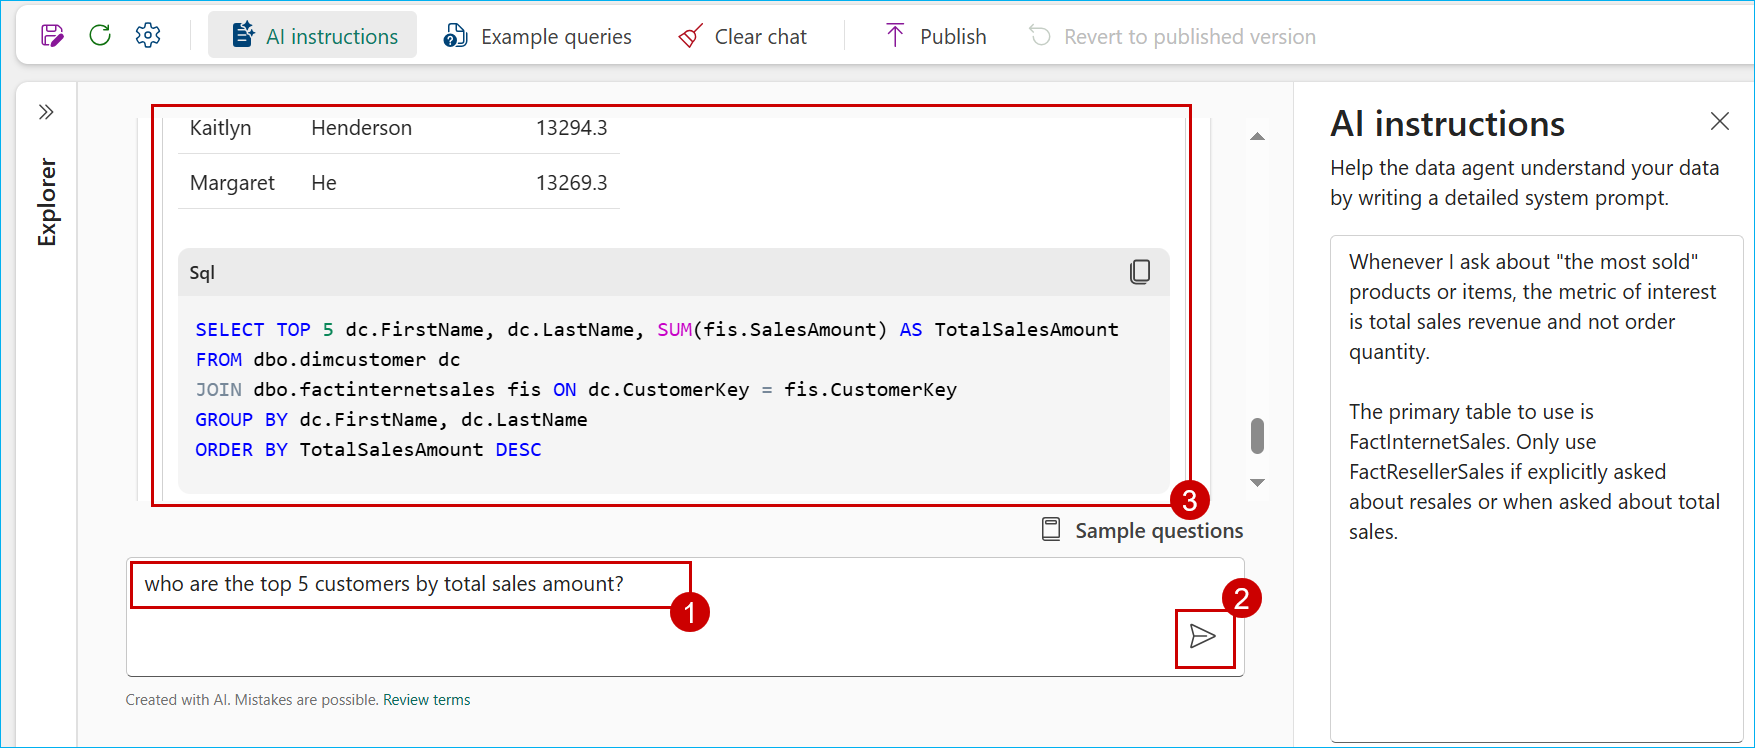 AI instructions
Example queries
Clear chat
Publish
Revert to published version
Explorer
Kaitlyn Henderson 13294.3
Margaret He 13269.3
Sql
SELECT TOP 5 dc.FirstName, dc.LastName, SUM(fis.SalesAmount) AS TotalSalesAmount
FROM dbo.dimcustomer dc
JOIN dbo.factinternetsales fis ON dc.CustomerKey = fis.CustomerKey
GROUP BY dc.FirstName, dc.LastName
ORDER BY TotalSalesAmount DESC
3
Sample questions
who are the top 5 customers by total sales amount?
1
2
Created with AI. Mistakes are possible. Review terms
AI instructions
Help the data agent understand your data
by writing a detailed system prompt.
Whenever I ask about "the most sold"
products or items, the metric of interest
is total sales revenue and not order
quantity.
The primary table to use is
FactInternetSales. Only use
FactResellerSales if explicitly asked
about resales or when asked about total
sales.